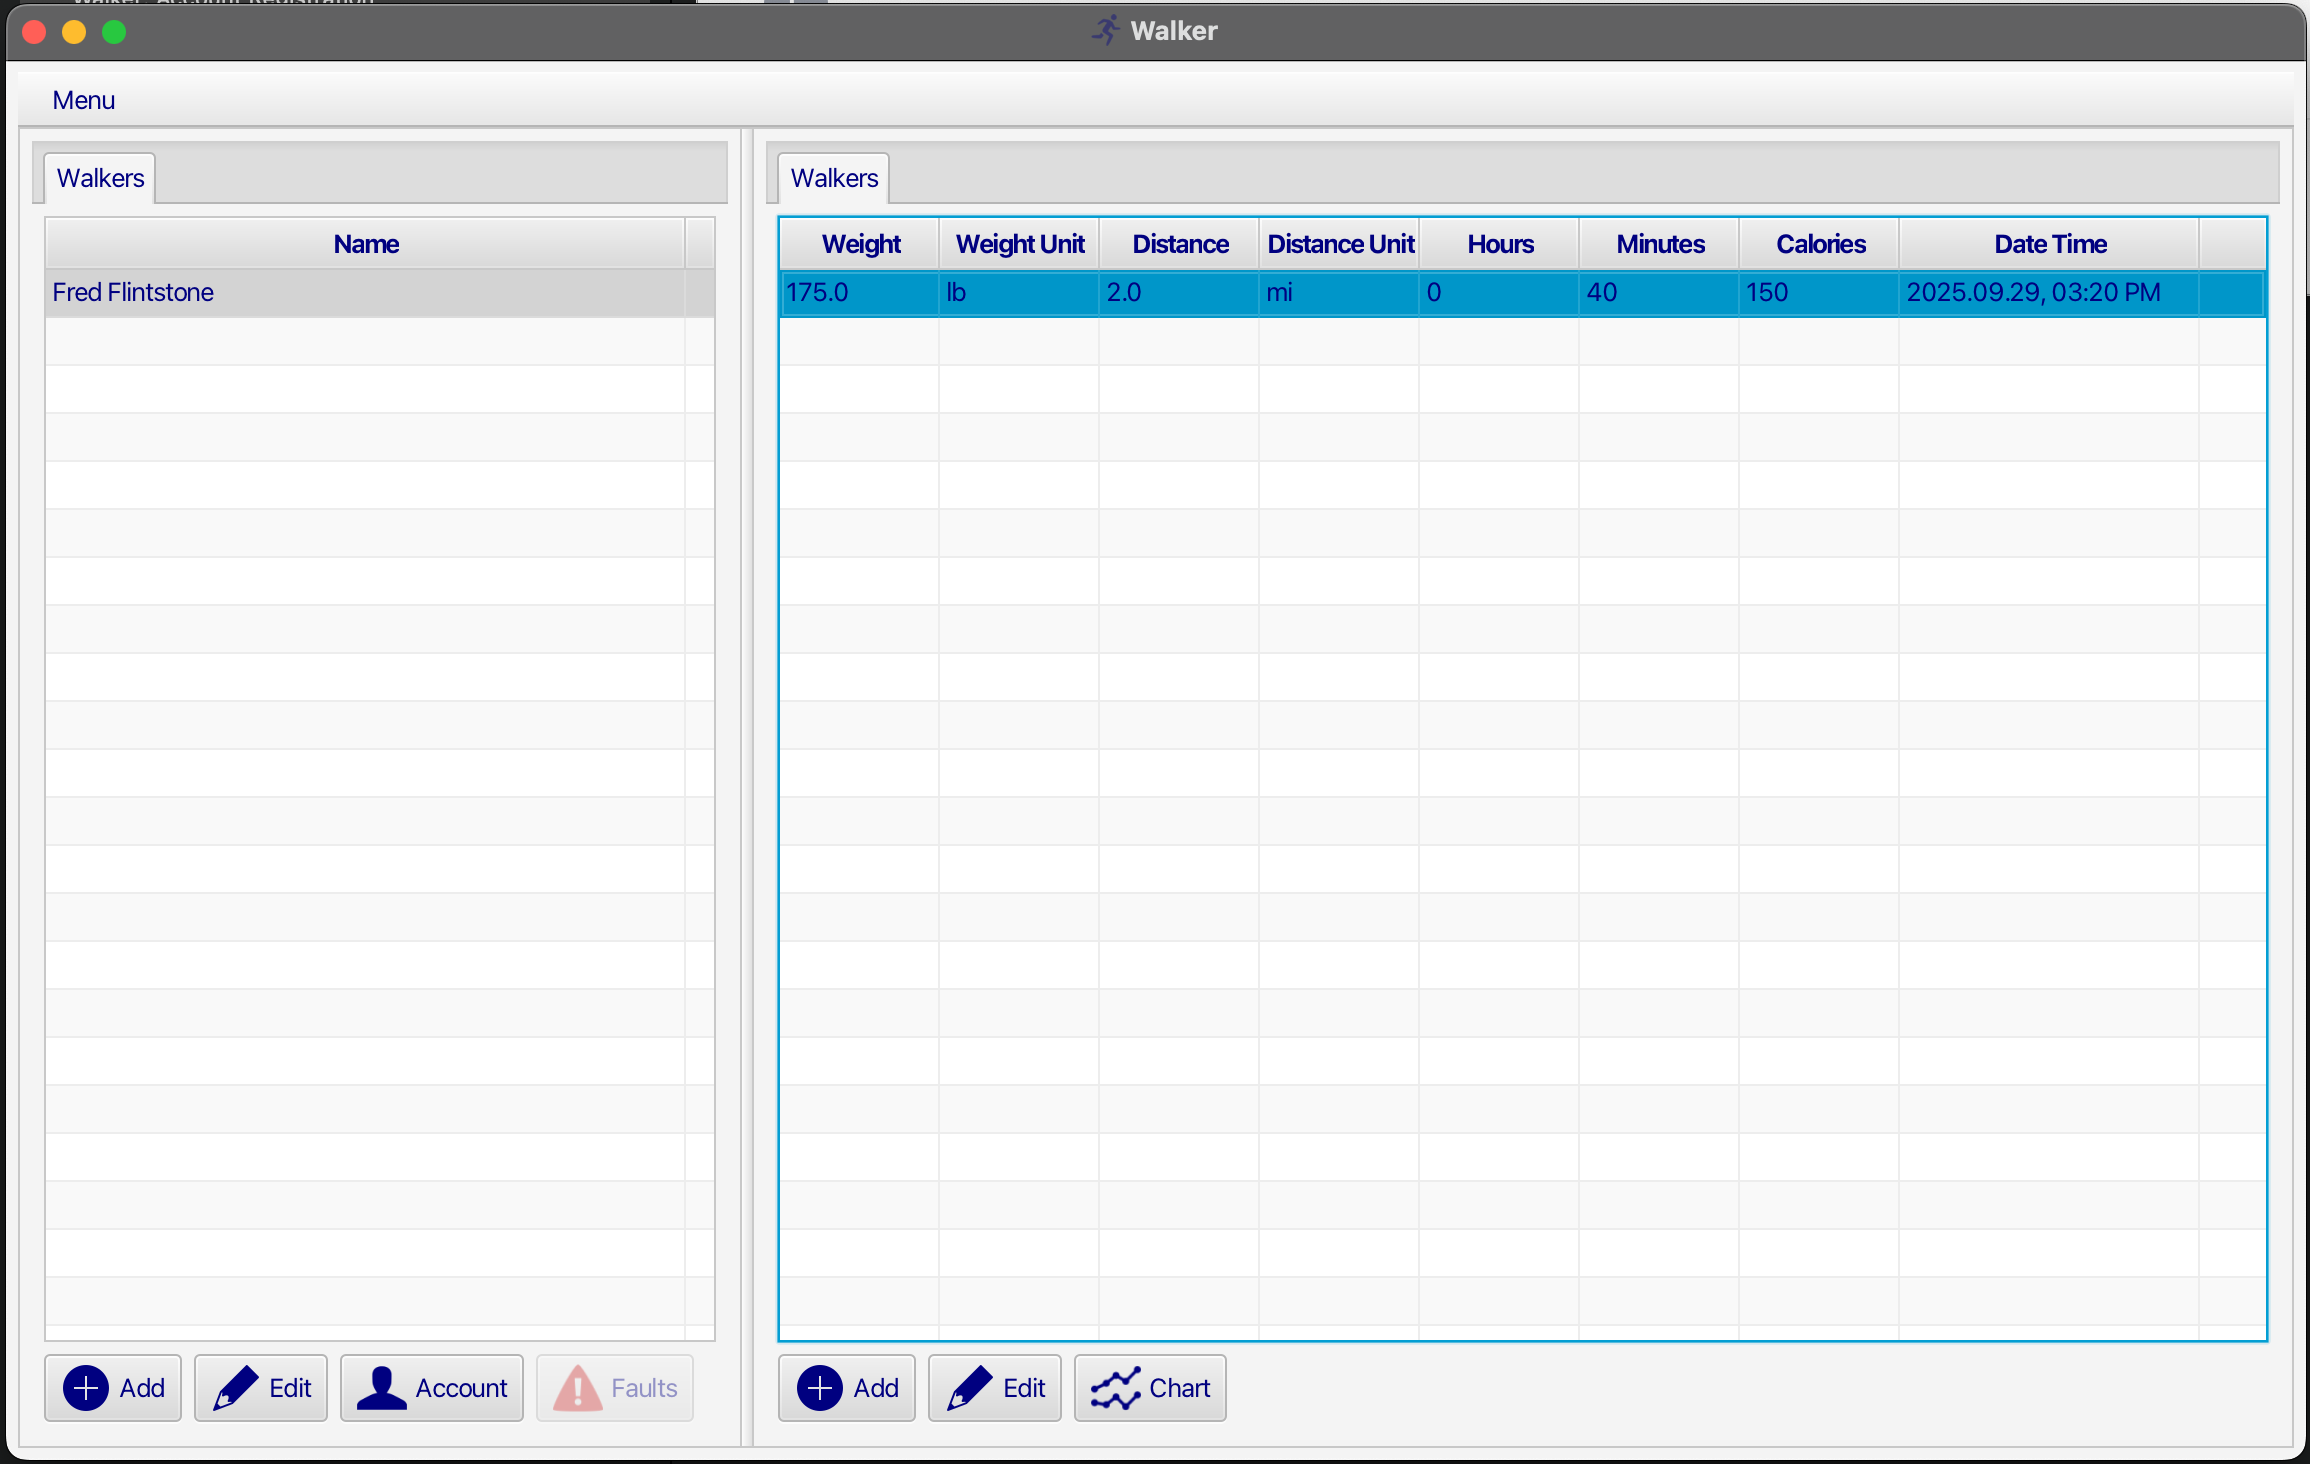 Walker
Menu
Walkers
Name
Fred Flintstone
Add Edit Account Faults
Walkers
Weight Weight Unit Distance Distance Unit Hours Minutes Calories Date Time
175.0 lb 2.0 mi 0 40 150 2025.09.29, 03:20 PM
Add Edit Chart